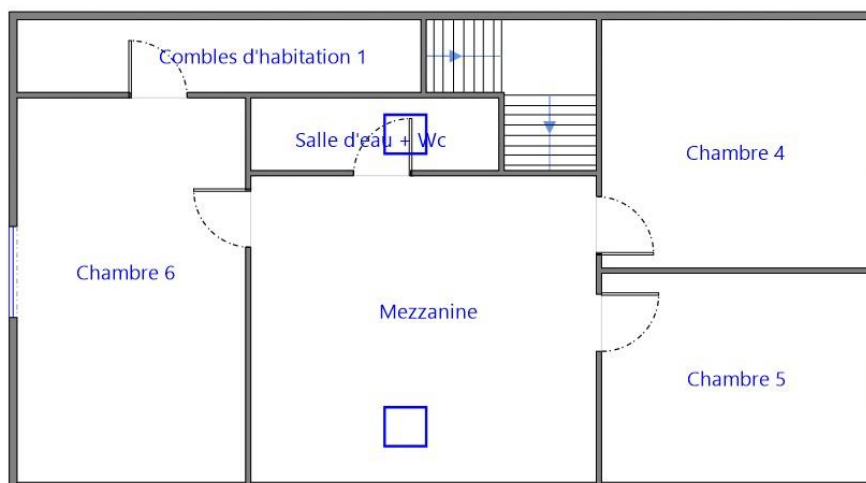 Combles d'habitation 1
Salle d'eau + Wc
Chambre 4
Chambre 6
Mezzanine
Chambre 5